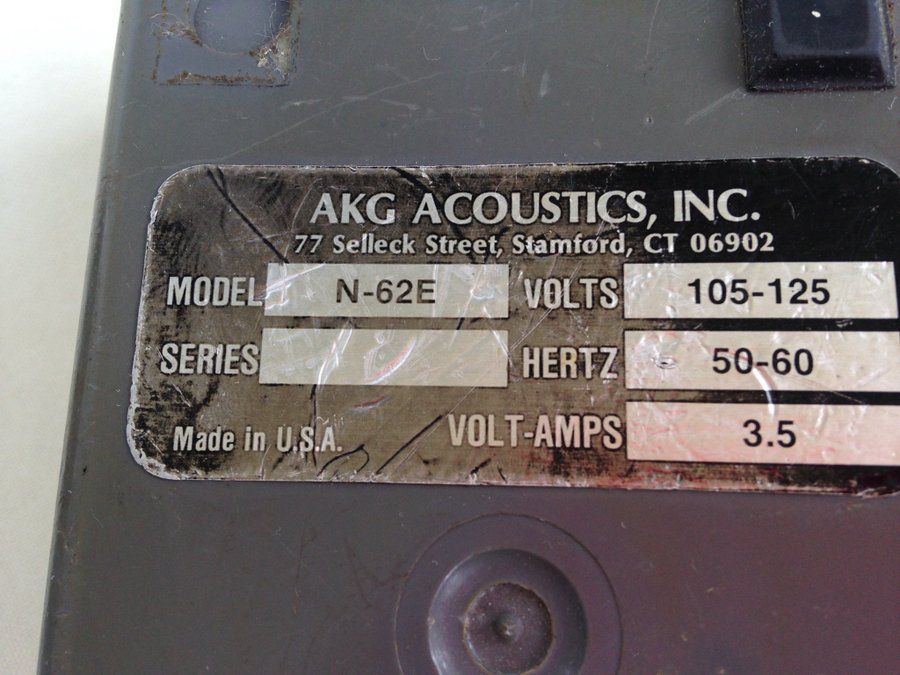 AKG ACOUSTICS, INC.
77 Selleck Street, Stamford, CT 06902
MODEL N-62E VOLTS 105-125
SERIES HERTZ 50-60
Made in U.S.A. VOLT-AMPS 3.5